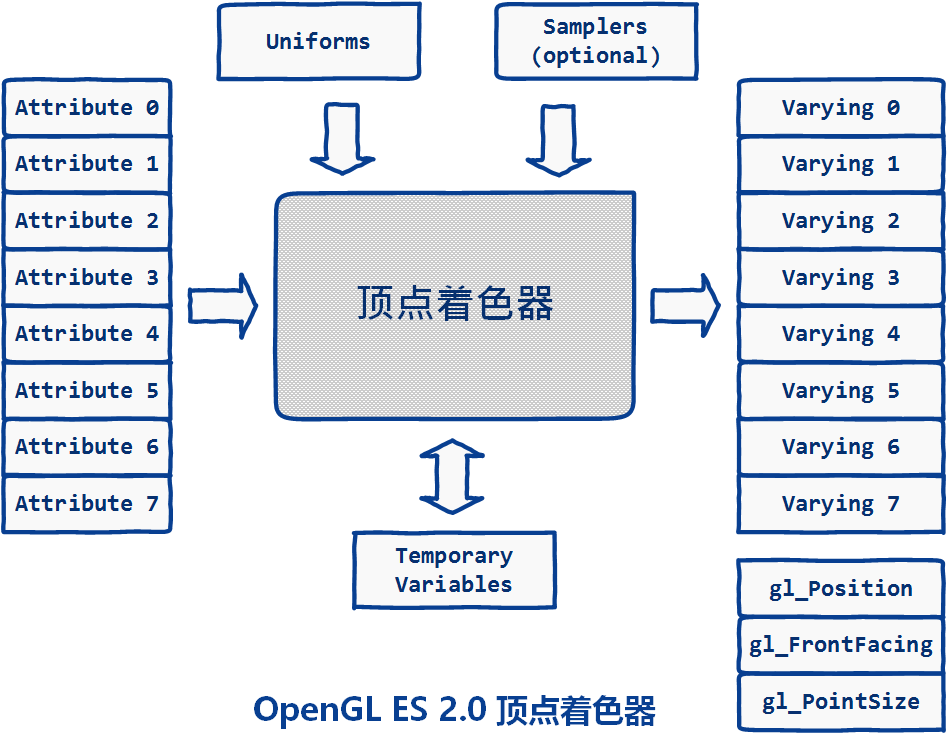 Uniforms
Samplers
(optional)
Attribute 0
Attribute 1
Attribute 2
Attribute 3
Attribute 4
Attribute 5
Attribute 6
Attribute 7
顶点着色器
Varying 0
Varying 1
Varying 2
Varying 3
Varying 4
Varying 5
Varying 6
Varying 7
Temporary
Variables
gl_Position
gl_FrontFacing
gl_PointSize
OpenGL ES 2.0 顶点着色器